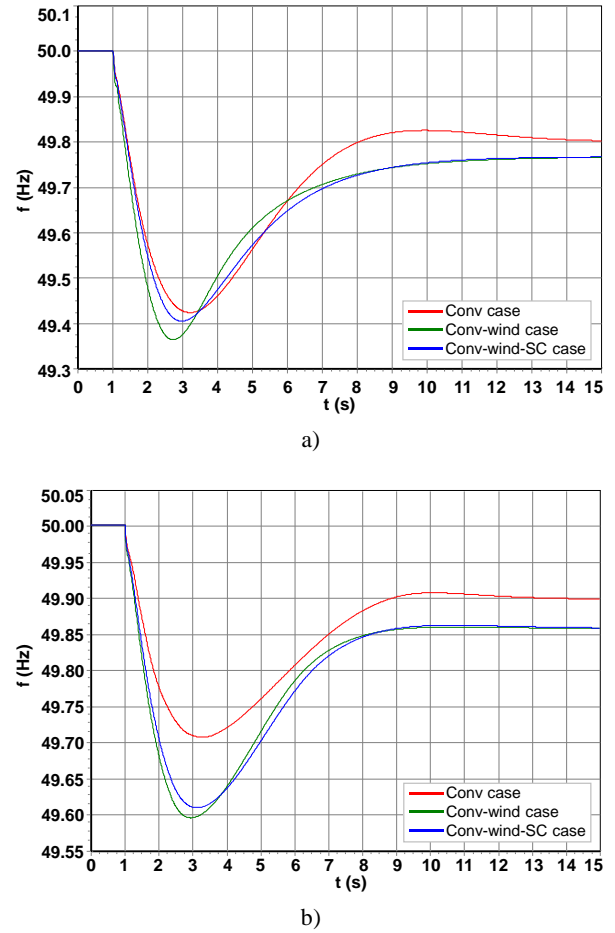 50.1
50.0
49.9
49.8
49.7
49.6
49.5
49.4
49.3
f (Hz)
0 1 2 3 4 5 6 7 8 9 10 11 12 13 14 15
t (s)
Conv case
Conv-wind case
Conv-wind-SC case
a)
50.05
50.00
49.95
49.90
49.85
49.80
49.75
49.70
49.65
49.60
49.55
f (Hz)
0 1 2 3 4 5 6 7 8 9 10 11 12 13 14 15
t (s)
Conv case
Conv-wind case
Conv-wind-SC case
b)